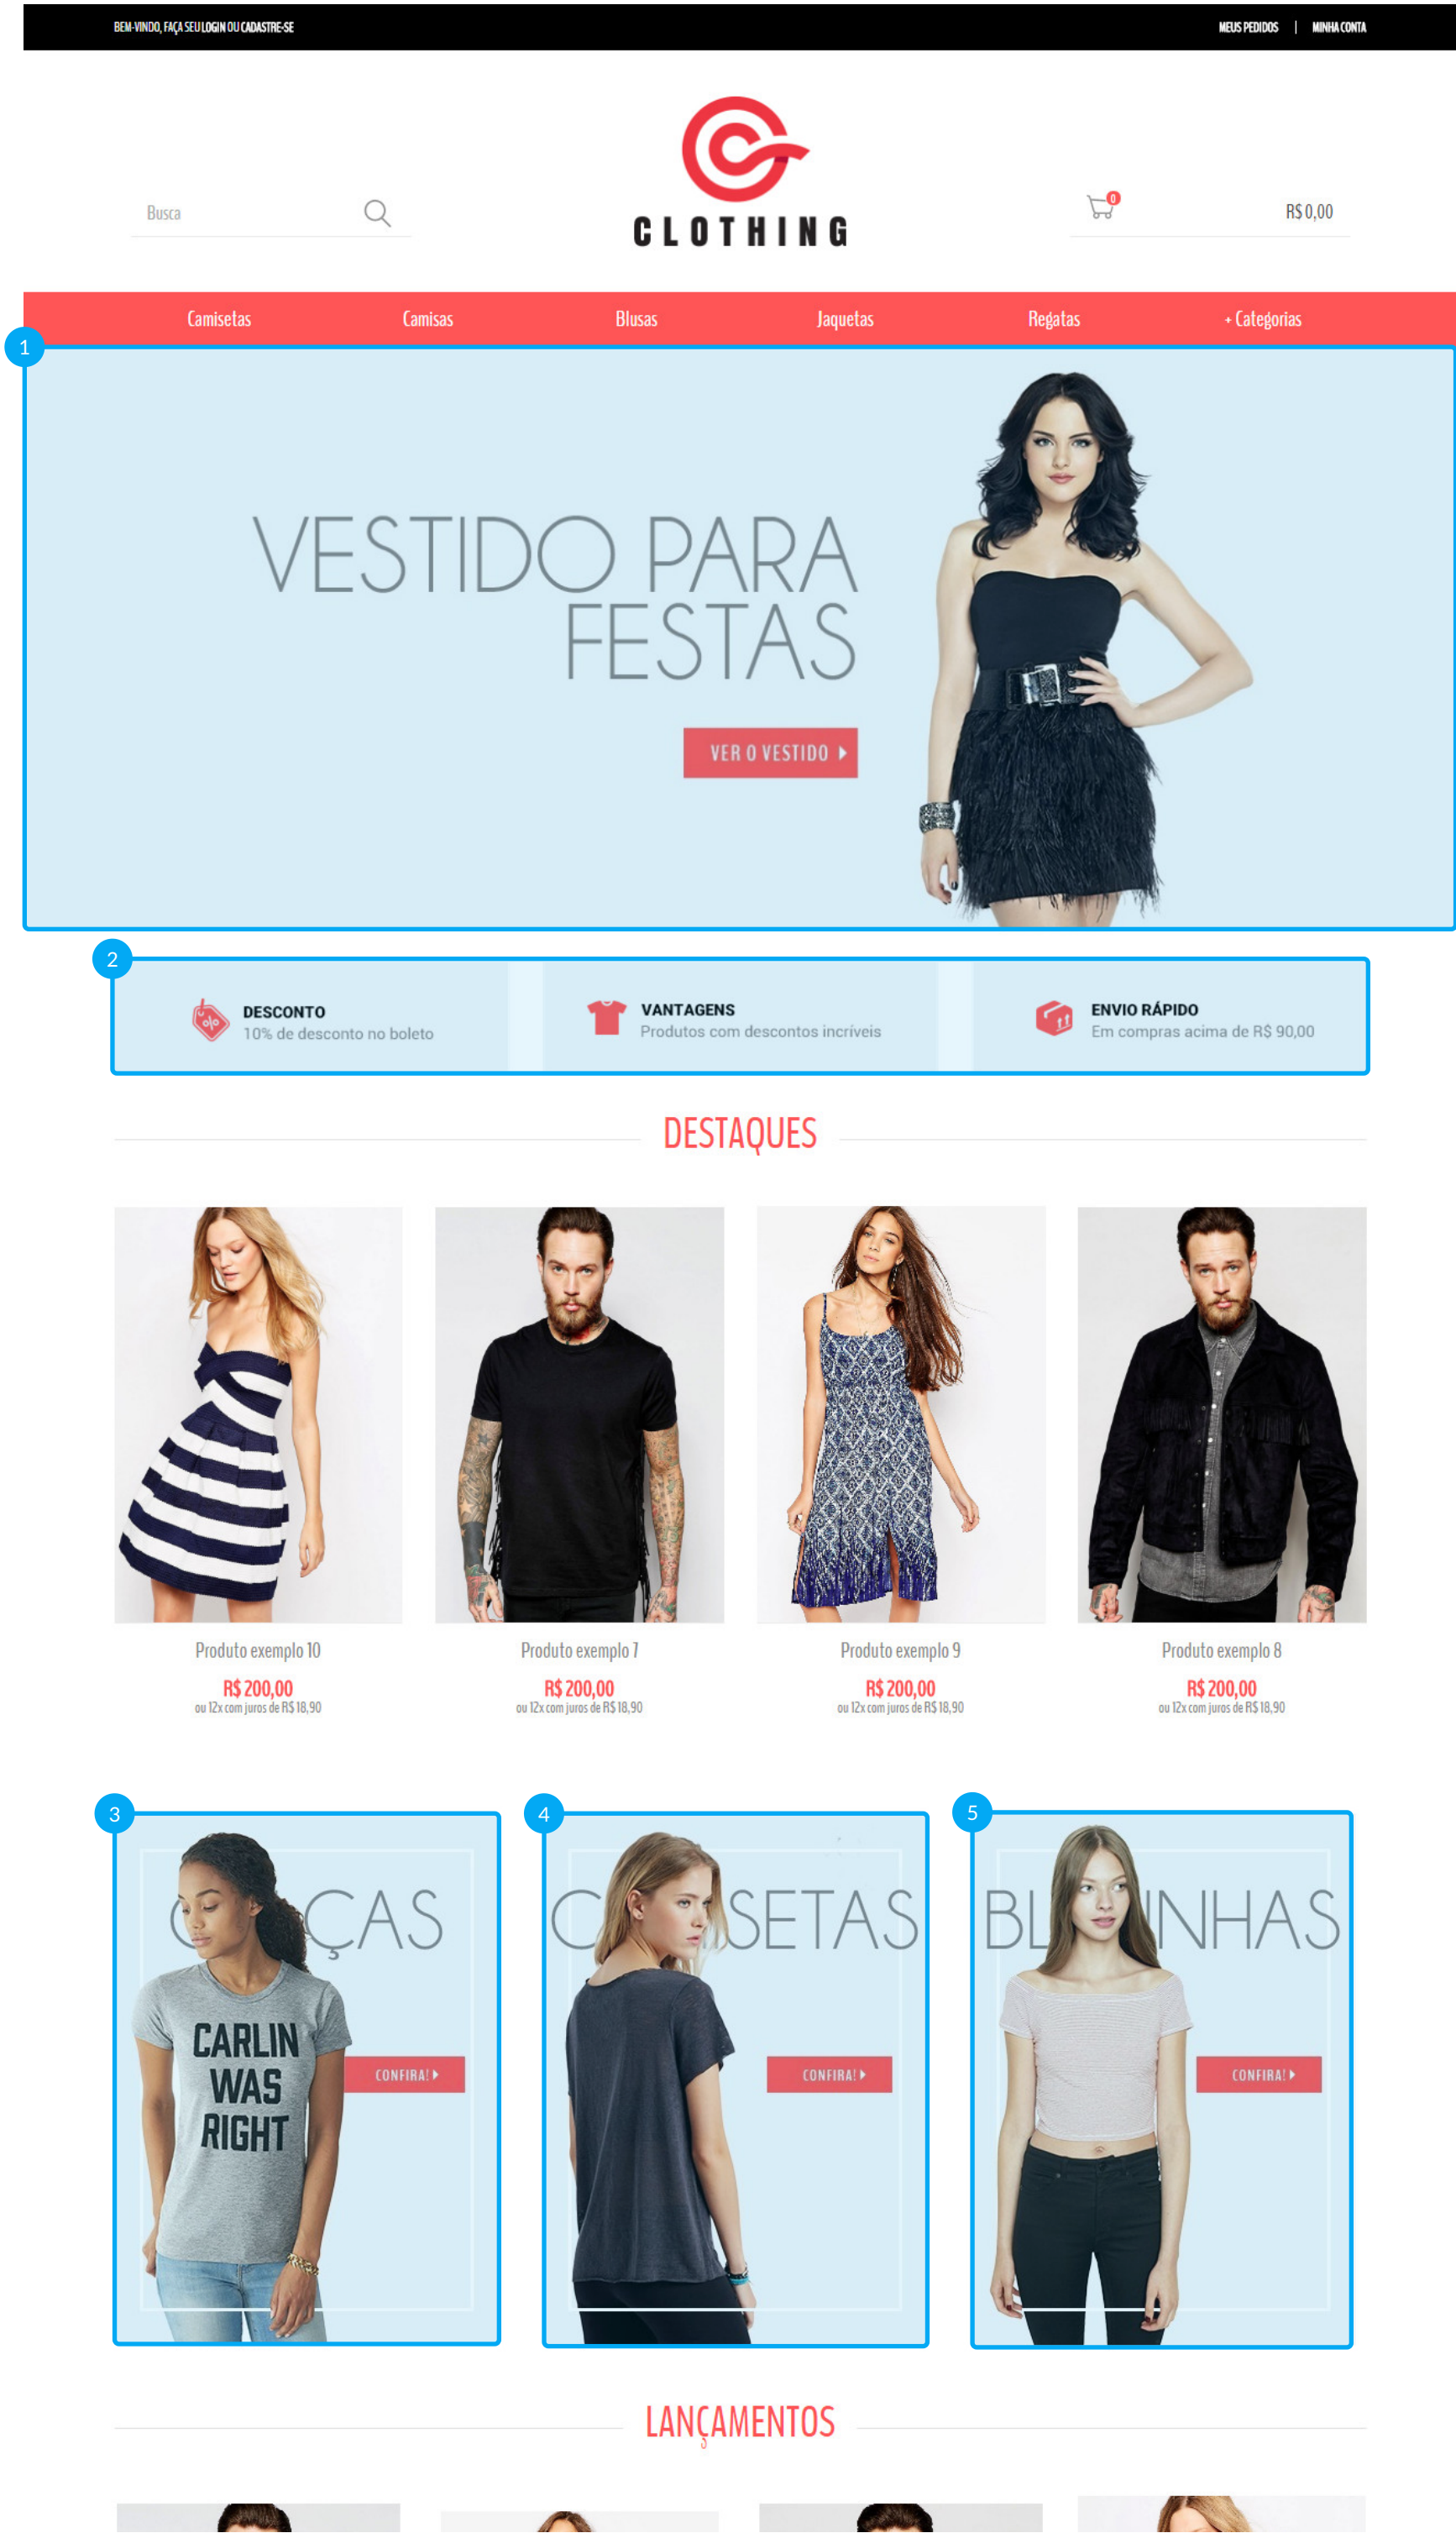 BEM-VINDO, FAÇA SEU LOGIN OU CADASTRE-SE
MEUS PEDIDOS | MINHA CONTA
Busca
CLOTHING
0
R$ 0,00
Camisetas Camisas Blusas Jaquetas Regatas + Categorias
1
VESTIDO PARA
FESTAS
VER O VESTIDO
2
%
DESCONTO
10% de desconto no boleto
VANTAGENS
Produtos com descontos incríveis
ENVIO RÁPIDO
Em compras acima de R$ 90,00
DESTAQUES
Produto exemplo 10
R$ 200,00
ou 12x com juros de R$ 18,90
Produto exemplo 7
R$ 200,00
ou 12x com juros de R$ 18,90
Produto exemplo 9
R$ 200,00
ou 12x com juros de R$ 18,90
Produto exemplo 8
R$ 200,00
ou 12x com juros de R$ 18,90
3
CARLIN
WAS
RIGHT
CONFIRA!
4
CONFIRA!
5
CONFIRA!
LANÇAMENTOS